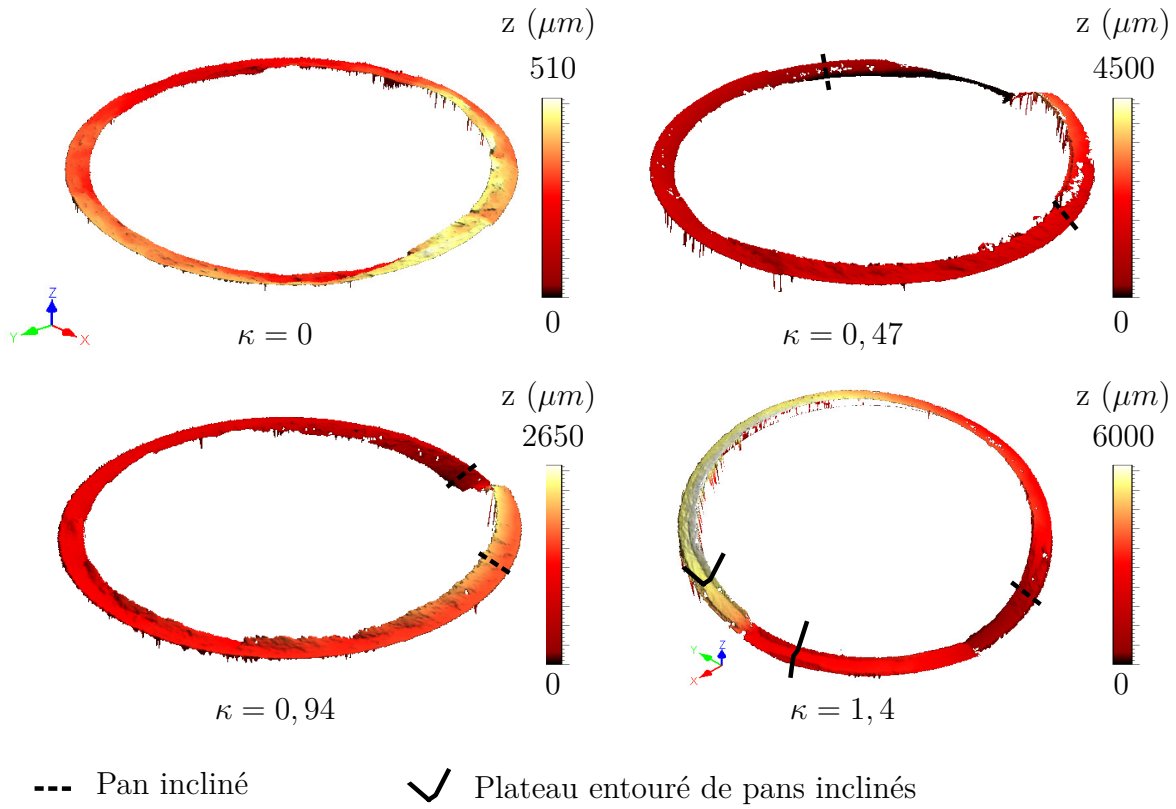 z (μm)
510
0
Z
Y
X
κ = 0
z (μm)
4500
0
κ = 0, 47
z (μm)
2650
0
κ = 0, 94
z (μm)
6000
0
Z
Y
X
κ = 1, 4
Pan incliné
Plateau entouré de pans inclinés